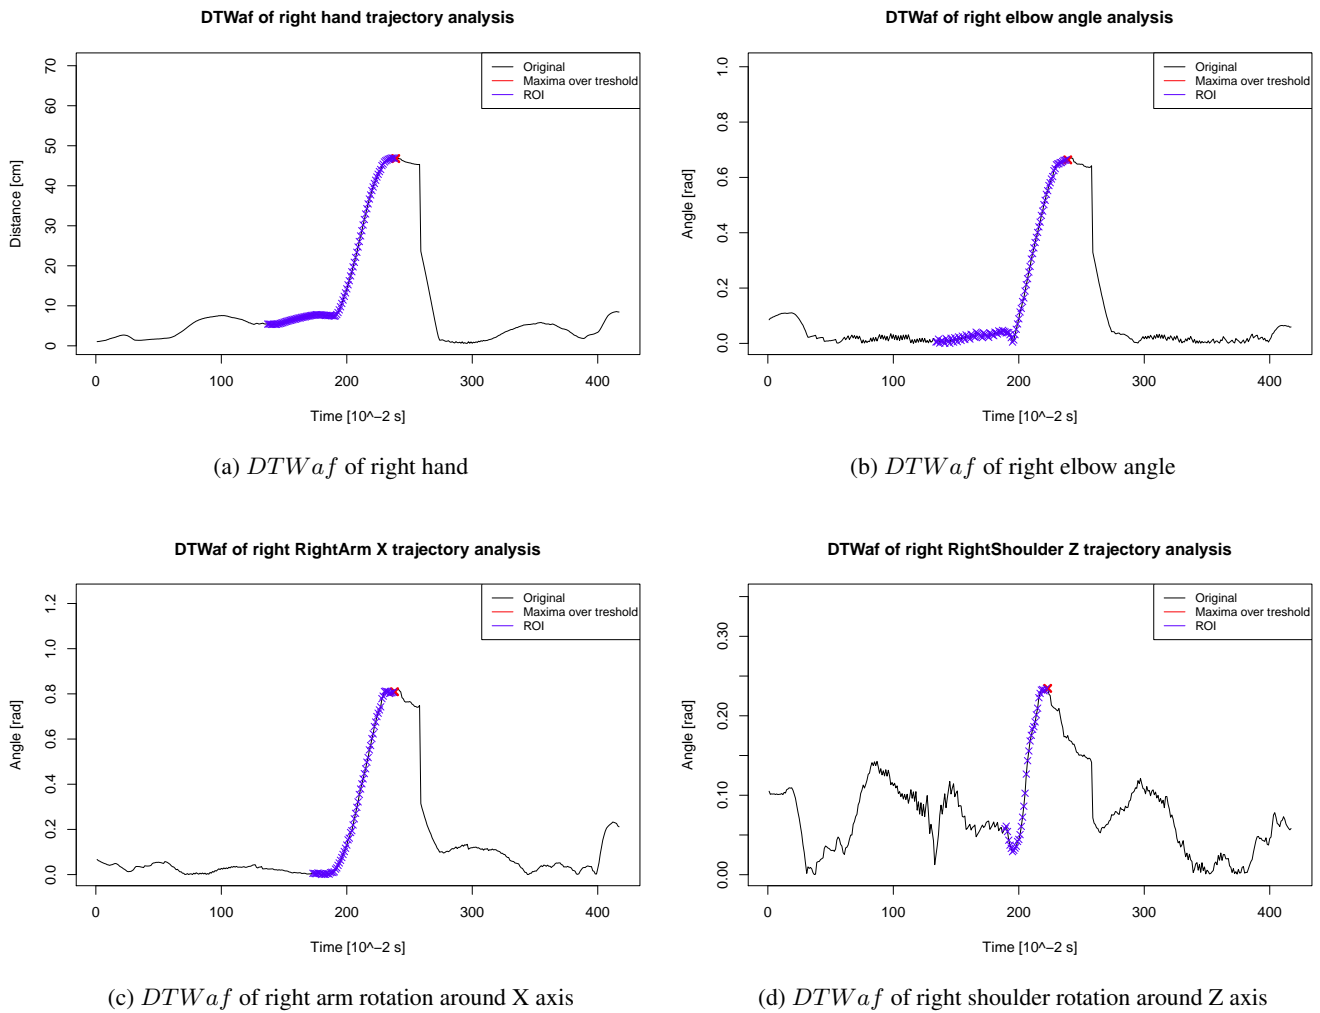 DTWaf of right hand trajectory analysis
Distance [cm]
70
60
50
40
30
20
10
0
Original
Maxima over treshold
ROI
0 100 200 300 400
Time [10^−2 s]
(a) DTWaf of right hand
DTWaf of right elbow angle analysis
Angle [rad]
1.0
0.8
0.6
0.4
0.2
0.0
Original
Maxima over treshold
ROI
0 100 200 300 400
Time [10^−2 s]
(b) DTWaf of right elbow angle
DTWaf of right RightArm X trajectory analysis
Angle [rad]
1.2
1.0
0.8
0.6
0.4
0.2
0.0
Original
Maxima over treshold
ROI
0 100 200 300 400
Time [10^−2 s]
(c) DTWaf of right arm rotation around X axis
DTWaf of right RightShoulder Z trajectory analysis
Angle [rad]
0.30
0.20
0.10
0.00
Original
Maxima over treshold
ROI
0 100 200 300 400
Time [10^−2 s]
(d) DTWaf of right shoulder rotation around Z axis